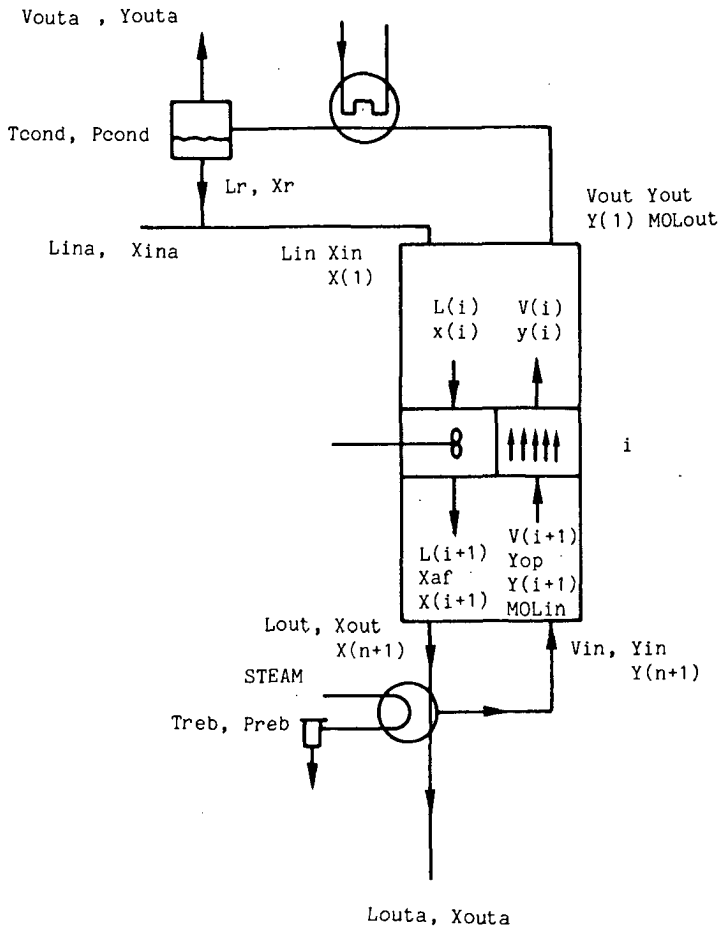 Vouta , Youta
Tcond, Pcond
Lr, Xr
Vout Yout
Y(1) MOLout
Lina, Xina
Lin Xin
X(1)
L(i)
x(i)
V(i)
y(i)
i
L(i+1)
Xaf
X(i+1)
V(i+1)
Yop
Y(i+1)
MOLin
Lout, Xout
X(n+1)
Vin, Yin
Y(n+1)
STEAM
Treb, Preb
Louta, Xouta